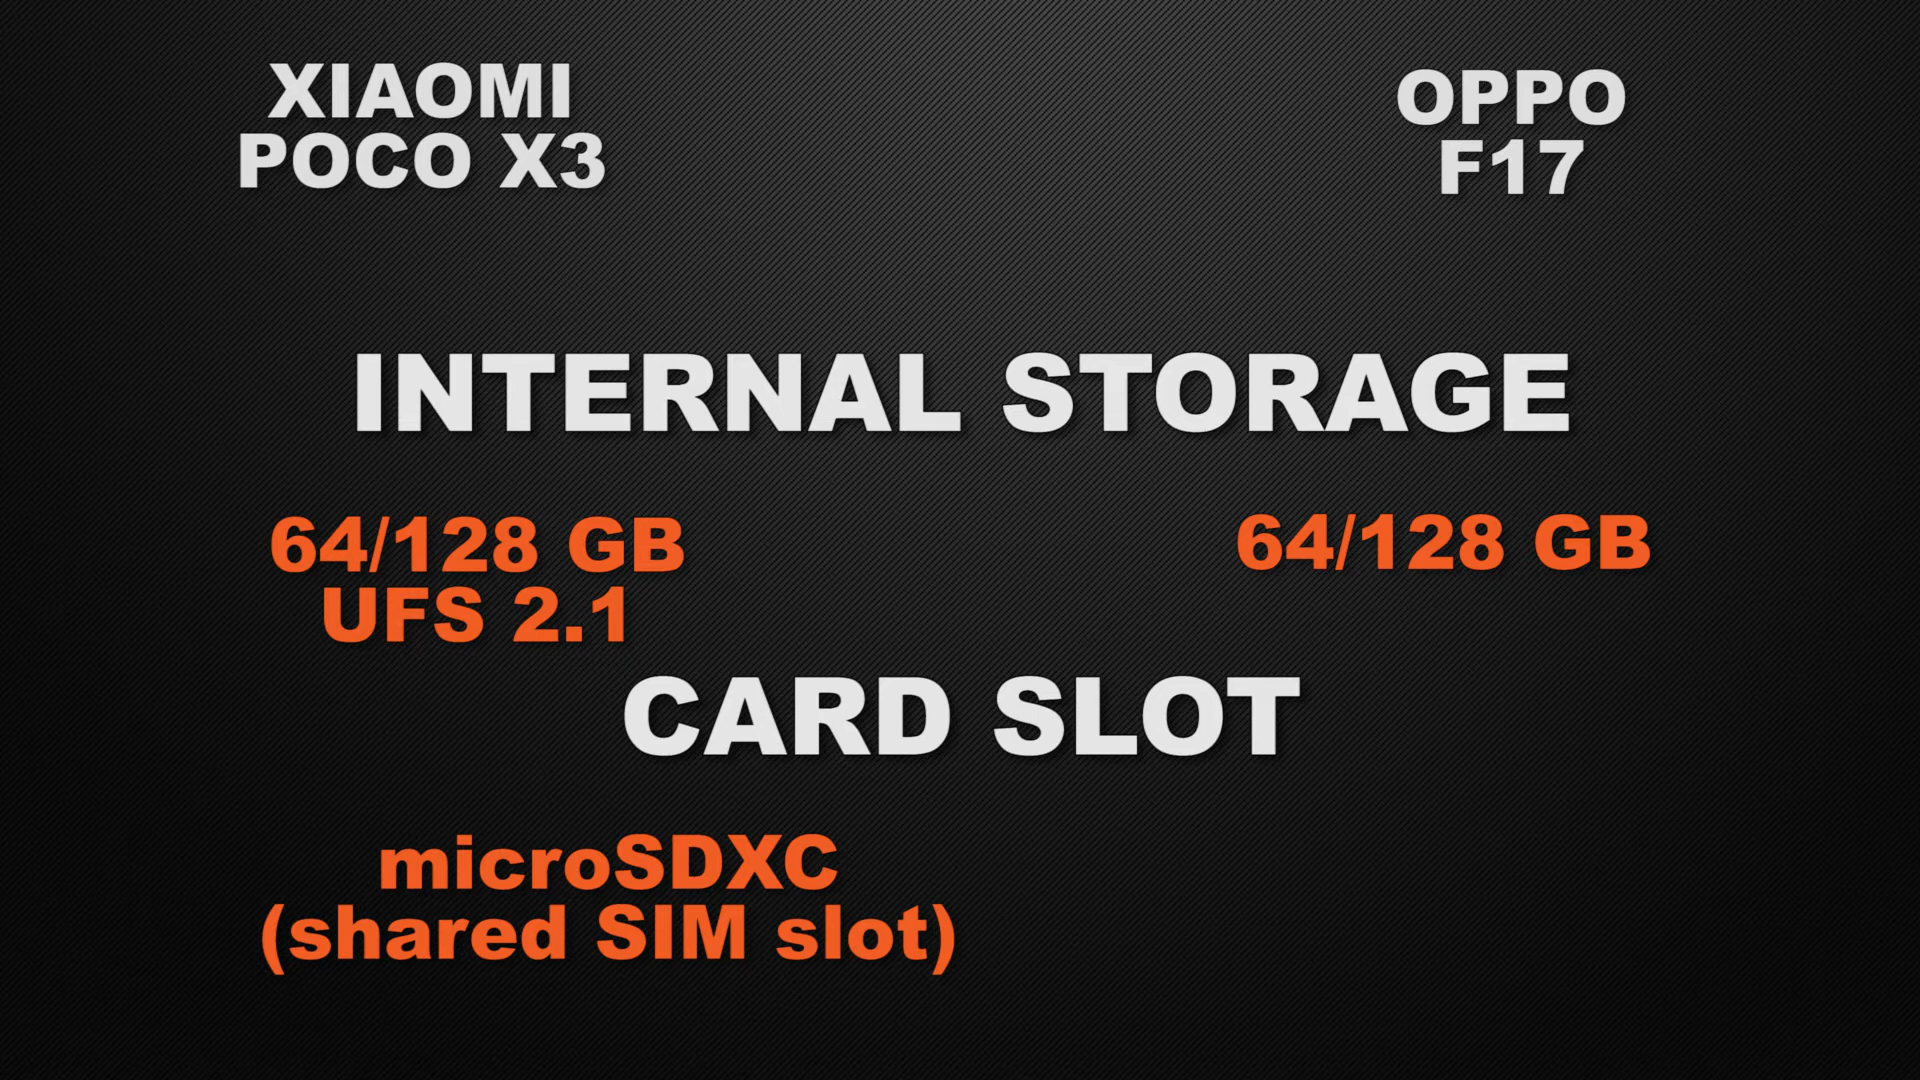 XIAOMI
POCO X3
OPPO
F17
INTERNAL STORAGE
64/128 GB
UFS 2.1
64/128 GB
CARD SLOT
microSDXC
(shared SIM slot)